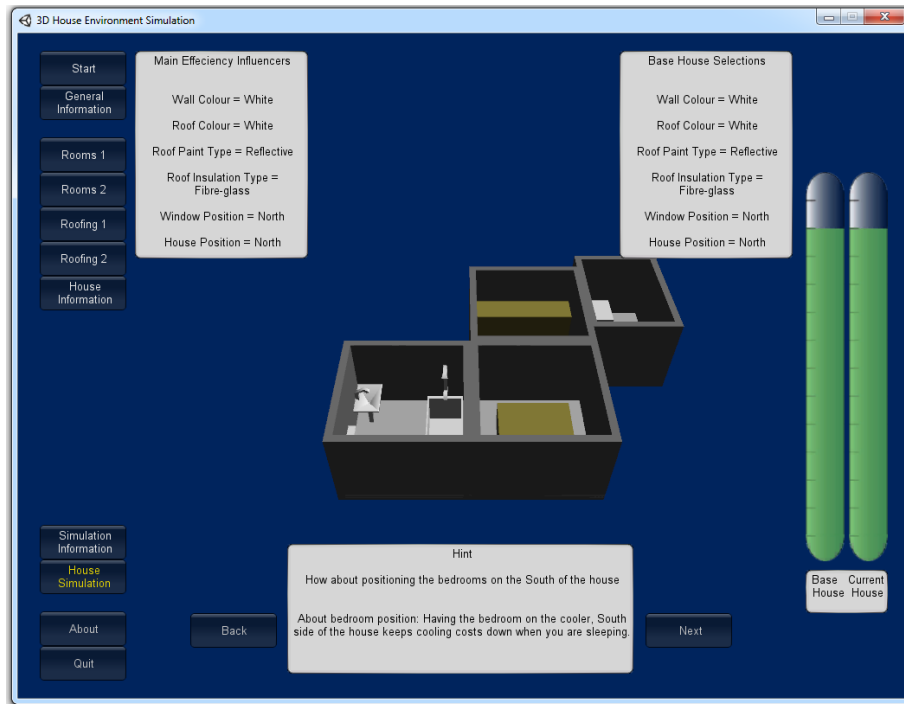 3D House Environment Simulation
Start
General
Information
Rooms 1
Rooms 2
Roofing 1
Roofing 2
House
Information
Main Effeciency Influencers
Wall Colour = White
Roof Colour = White
Roof Paint Type = Reflective
Roof Insulation Type =
Fibre-glass
Window Position = North
House Position = North
Base House Selections
Wall Colour = White
Roof Colour = White
Roof Paint Type = Reflective
Roof Insulation Type =
Fibre-glass
Window Position = North
House Position = North
Simulation
Information
House
Simulation
About
Quit
Back
Hint
How about positioning the bedrooms on the South of the house
About bedroom position: Having the bedroom on the cooler, South
side of the house keeps cooling costs down when you are sleeping.
Next
Base
House
Current
House